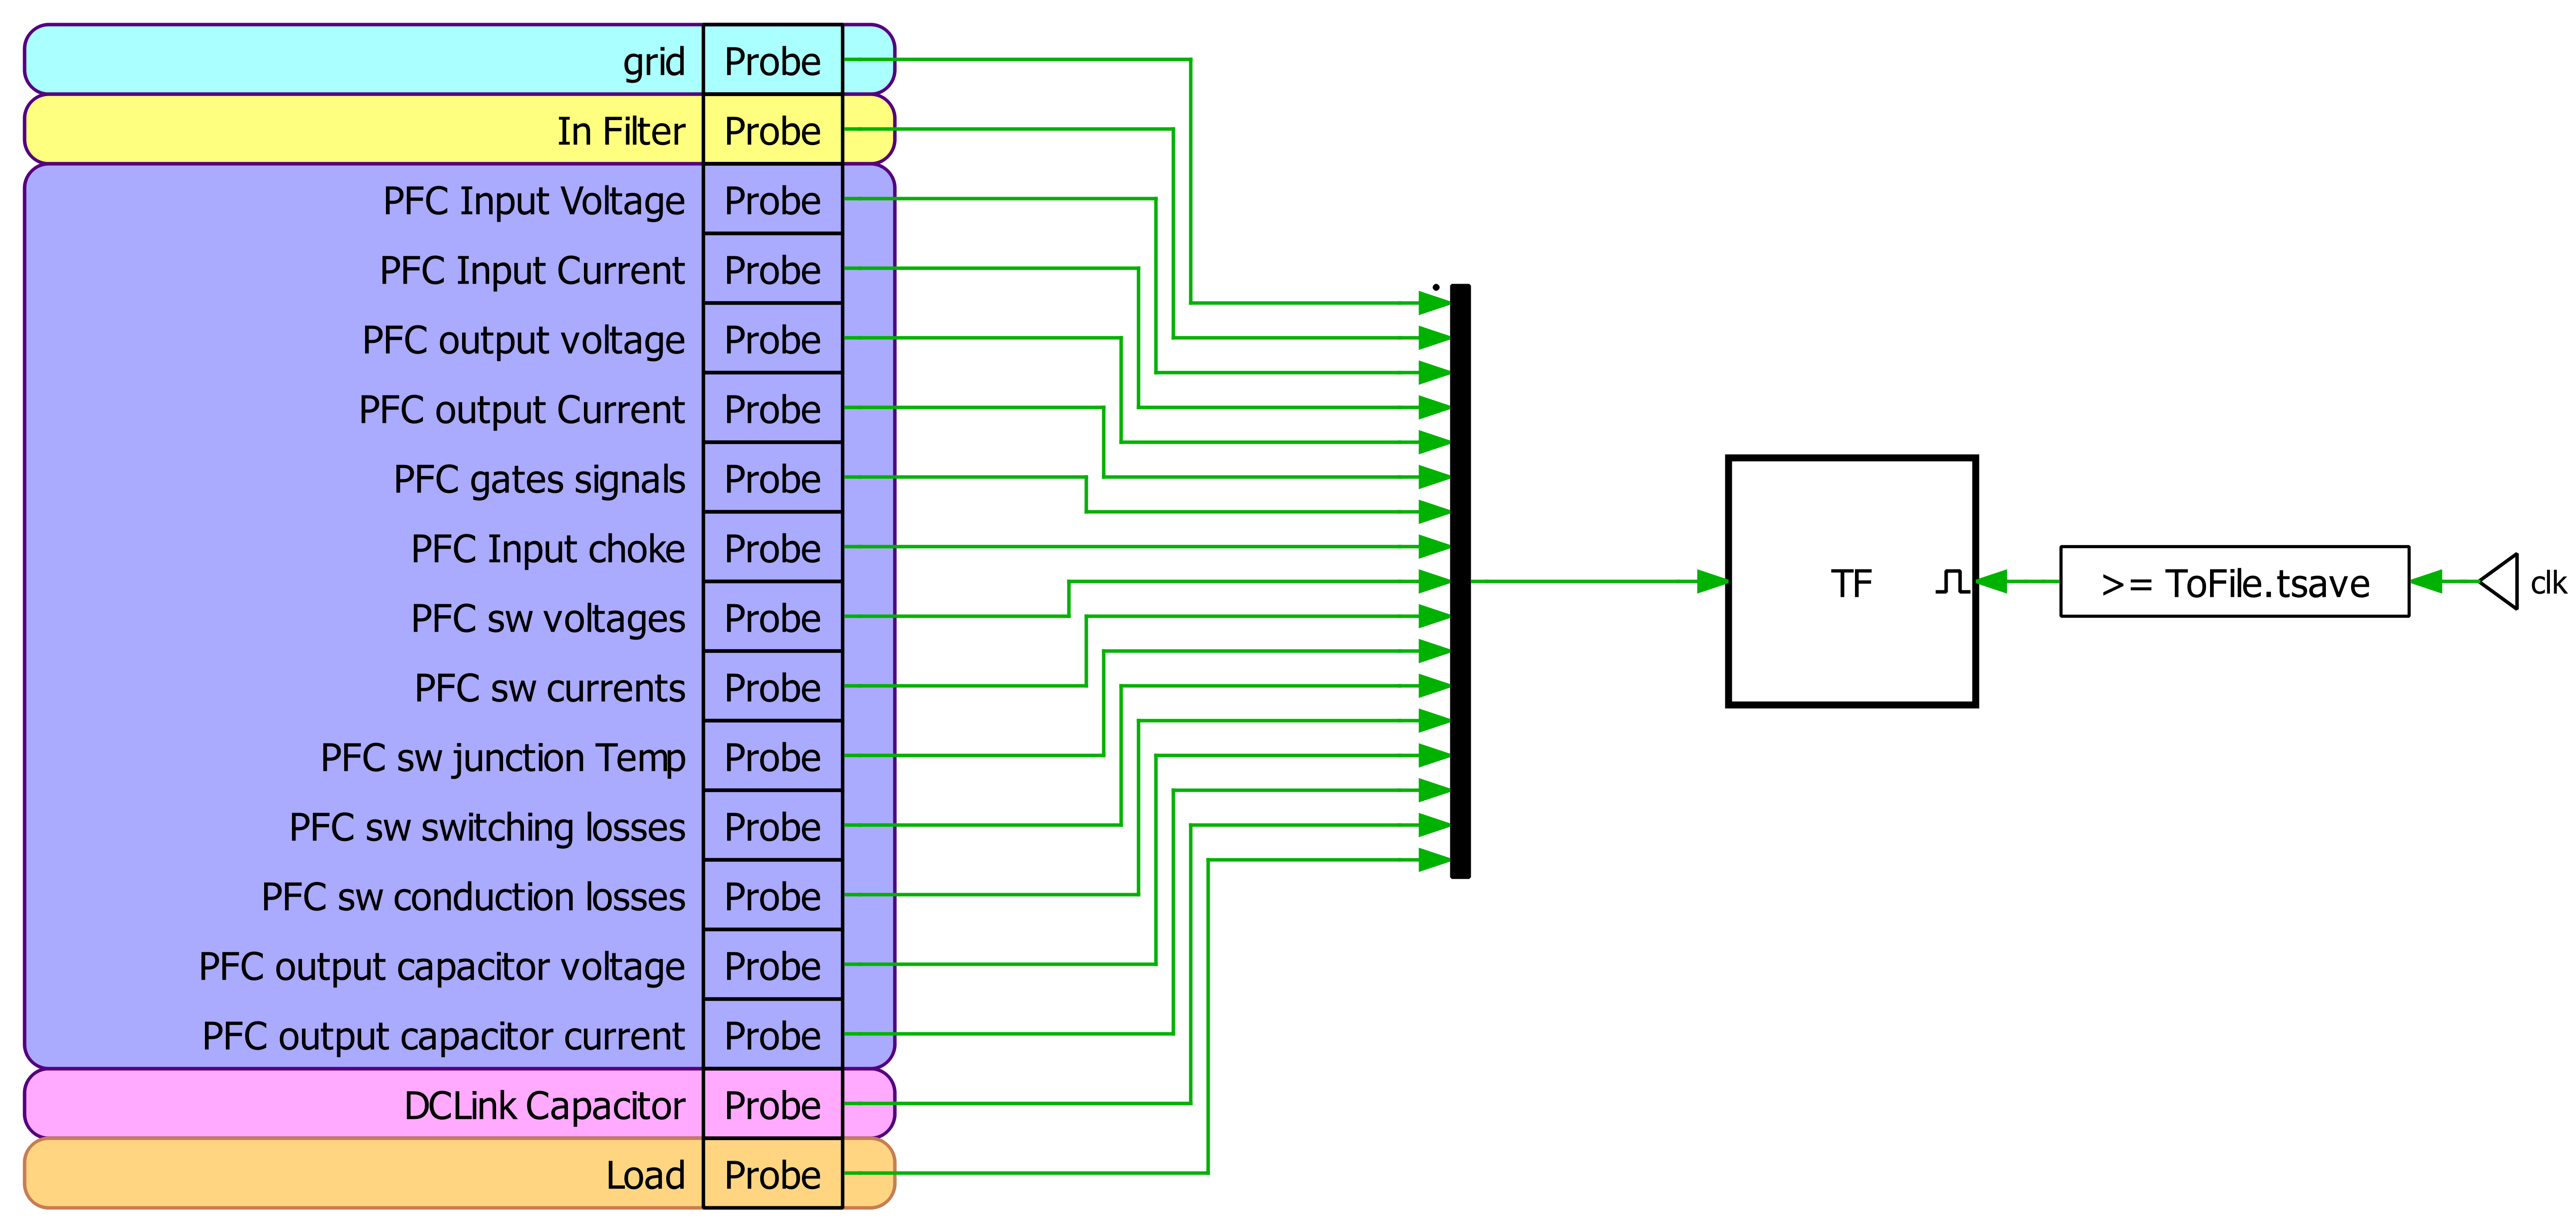 grid Probe
In Filter Probe
PFC Input Voltage Probe
PFC Input Current Probe
PFC output voltage Probe
PFC output Current Probe
PFC gates signals Probe
PFC Input choke Probe
PFC sw voltages Probe
PFC sw currents Probe
PFC sw junction Temp Probe
PFC sw switching losses Probe
PFC sw conduction losses Probe
PFC output capacitor voltage Probe
PFC output capacitor current Probe
DCLink Capacitor Probe
Load Probe
TF
>= ToFile.tsave
clk